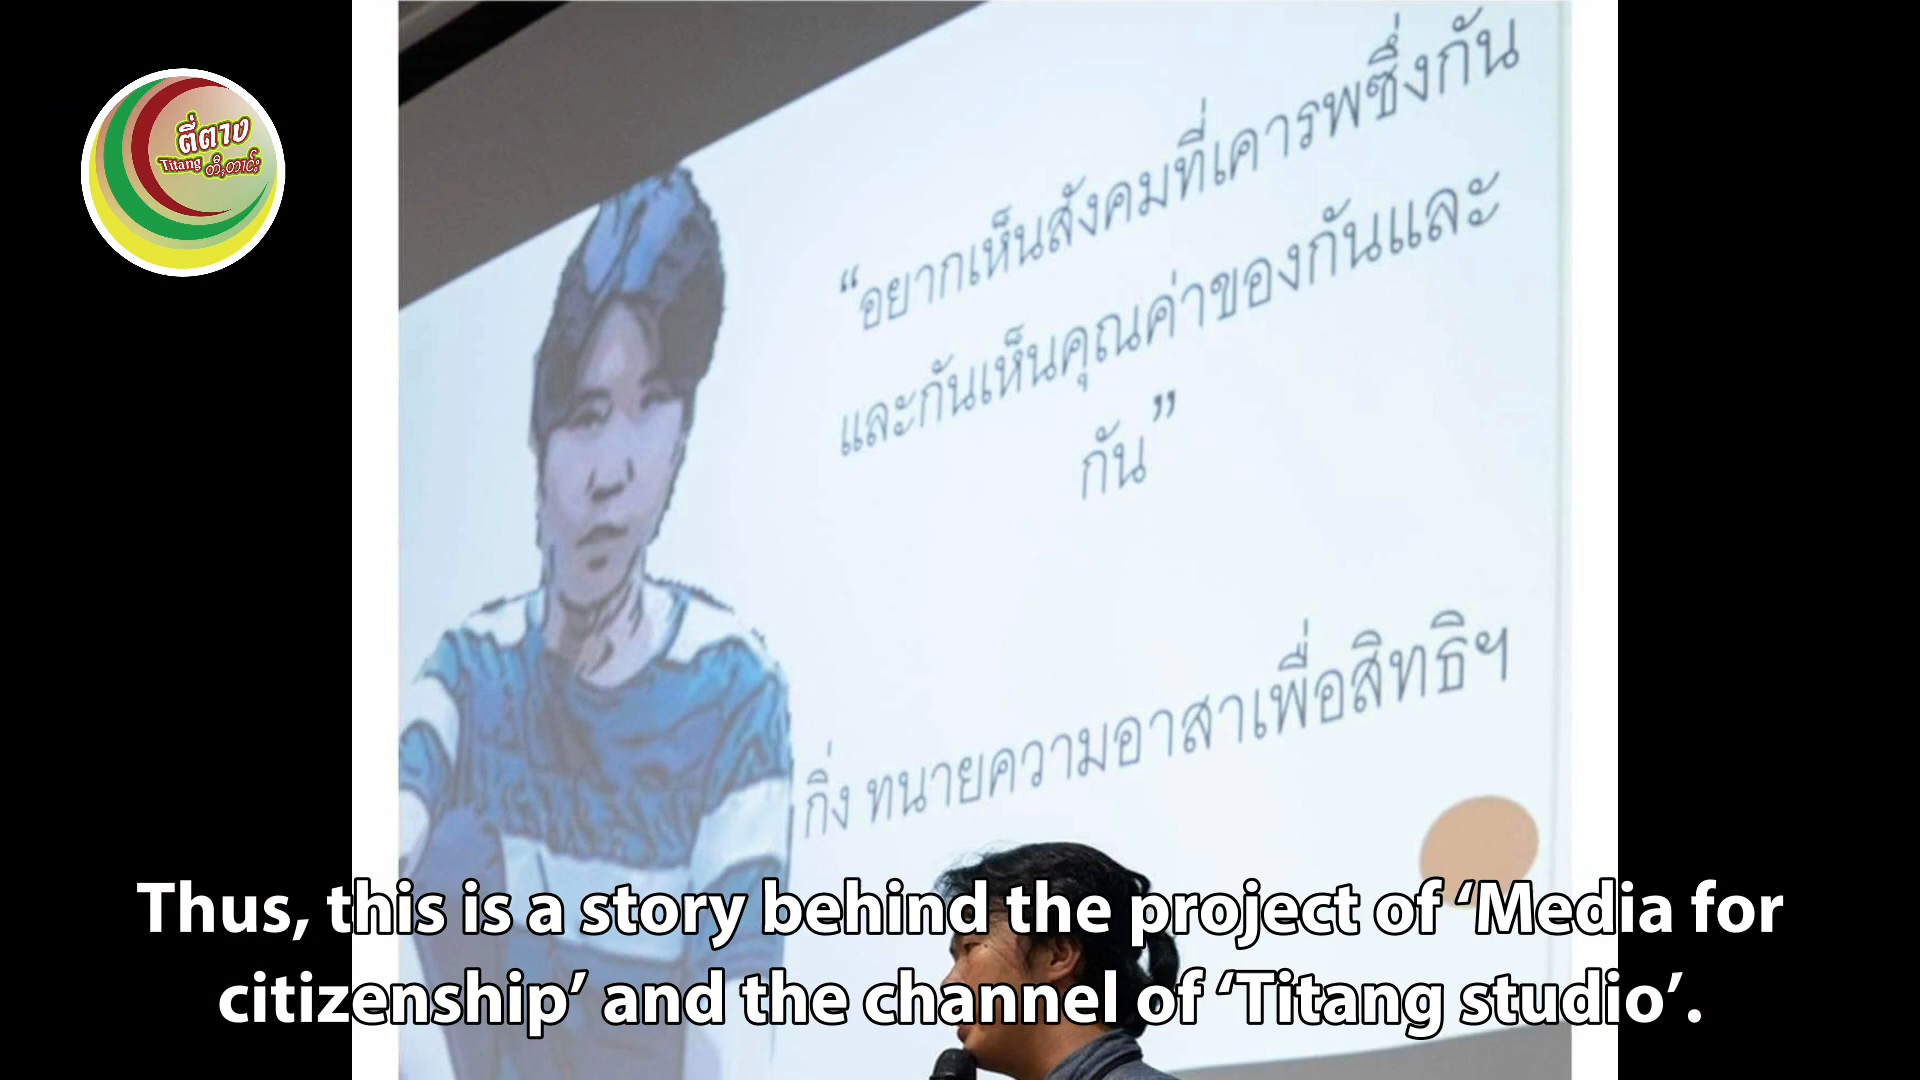 ตี่ตาง
Titang တီႈတၢင်း
“อยากเห็นสังคมที่เคารพซึ่งกัน
และกันเห็นคุณค่าของกันและ
กัน”
กิ่ง ทนายความอาสาเพื่อสิทธิฯ
Thus, this is a story behind the project of ‘Media for
citizenship’ and the channel of ‘Titang studio’.